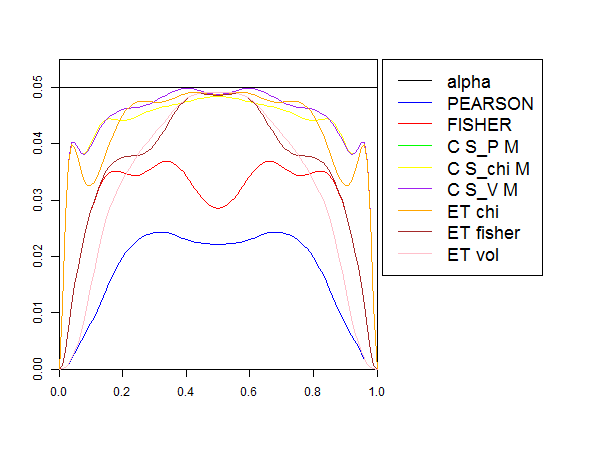 0.05
0.04
0.03
0.02
0.01
0.00
0.0 0.2 0.4 0.6 0.8 1.0
alpha
PEARSON
FISHER
C S_P M
C S_chi M
C S_V M
ET chi
ET fisher
ET vol